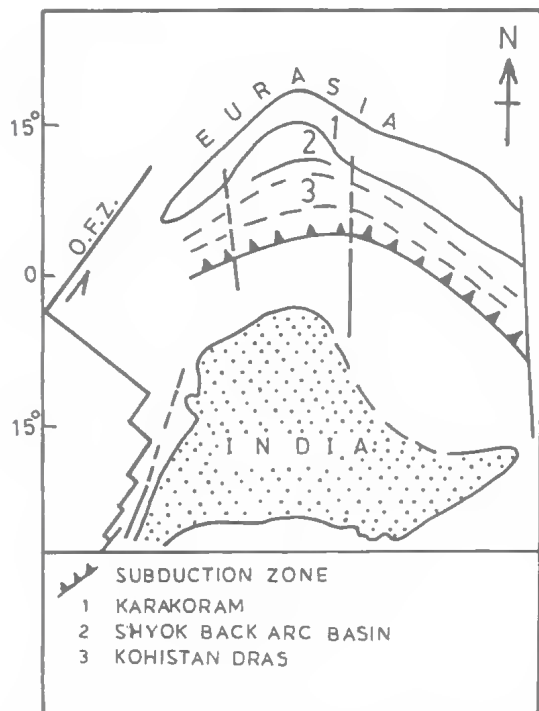 N
EURASIA
15°
1
2
3
O.F.Z.
0
15°
INDIA
SUBDUCTION ZONE
1 KARAKORAM
2 SHYOK BACK ARC BASIN
3 KOHISTAN DRAS